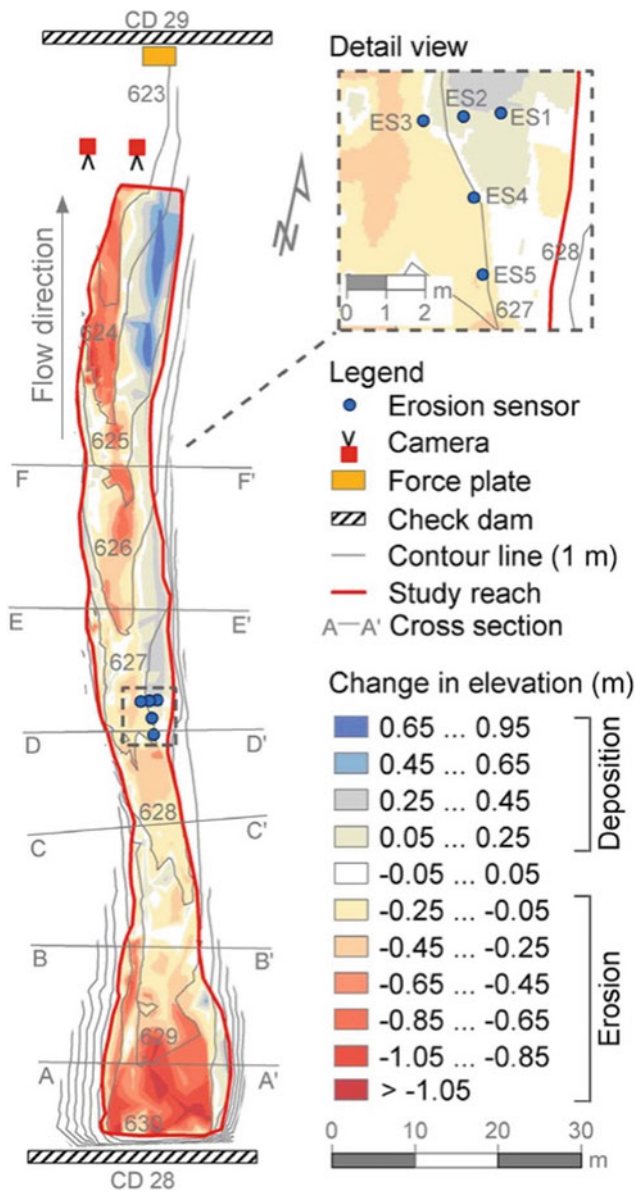 CD 29
623
Flow direction
N
624
625
F F'
626
E E'
627
D D'
628
C C'
B B'
629
A A'
630
CD 28
Detail view
ES3 ES2 ES1
ES4
628
ES5
627
0 1 2 m
Legend
Erosion sensor
Camera
Force plate
Check dam
Contour line (1 m)
Study reach
A A' Cross section
Change in elevation (m)
0.65 ... 0.95
0.45 ... 0.65
0.25 ... 0.45
0.05 ... 0.25
Deposition
-0.05 ... 0.05
-0.25 ... -0.05
-0.45 ... -0.25
-0.65 ... -0.45
-0.85 ... -0.65
-1.05 ... -0.85
> -1.05
Erosion
0 10 20 30
m